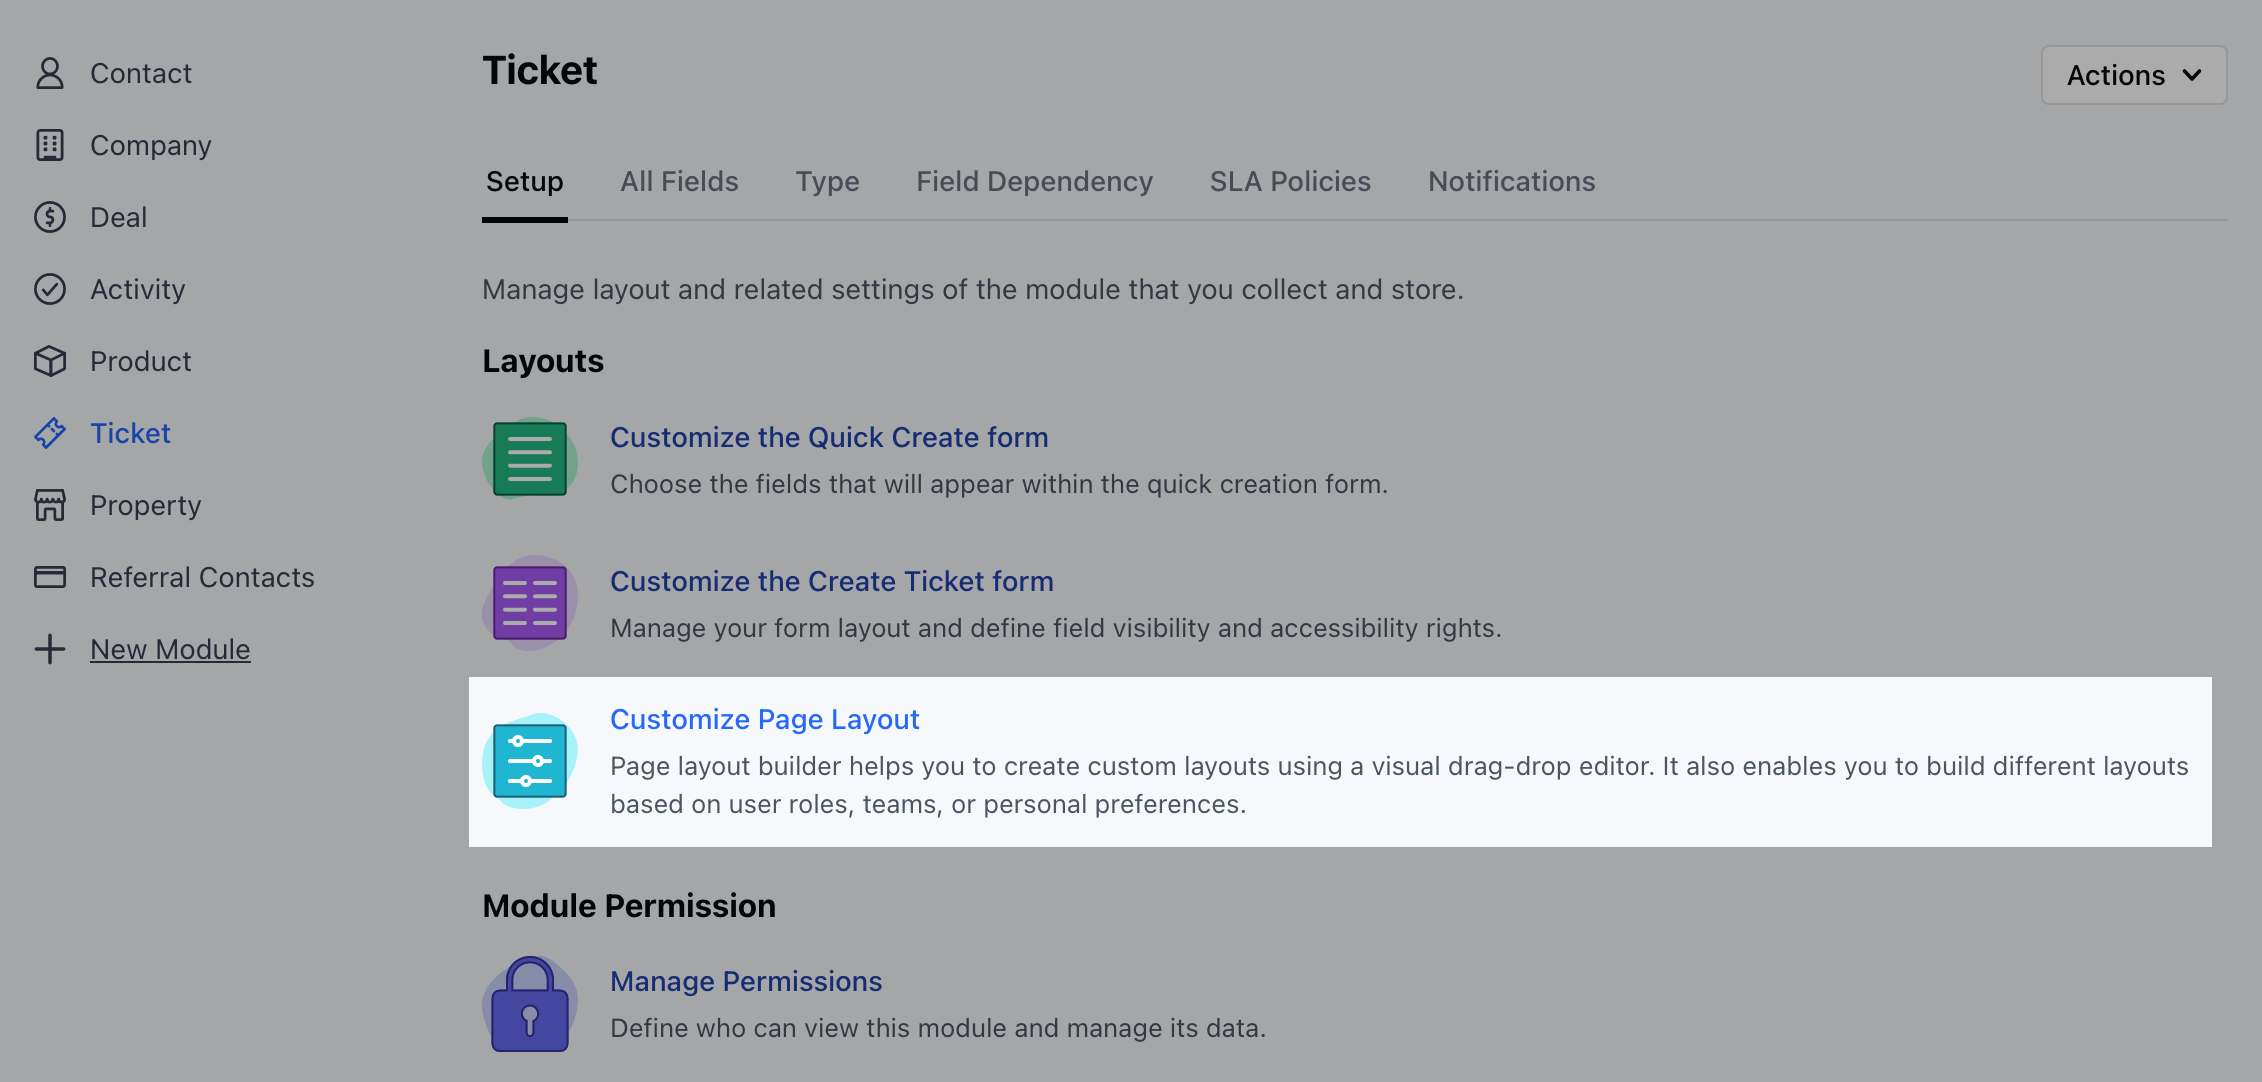 Contact
Company
Deal
Activity
Product
Ticket
Property
Referral Contacts
New Module
Ticket
Actions
Setup
All Fields
Type
Field Dependency
SLA Policies
Notifications
Manage layout and related settings of the module that you collect and store.
Layouts
Customize the Quick Create form
Choose the fields that will appear within the quick creation form.
Customize the Create Ticket form
Manage your form layout and define field visibility and accessibility rights.
Customize Page Layout
Page layout builder helps you to create custom layouts using a visual drag-drop editor. It also enables you to build different layouts
based on user roles, teams, or personal preferences.
Module Permission
Manage Permissions
Define who can view this module and manage its data.